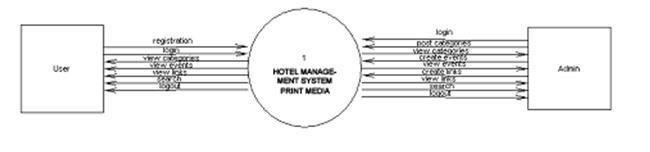 registration
login
view categories
view events
view links
search
logout
User
1
HOTEL MANAGE-
MENT SYSTEM
PRINT MEDIA
login
post categories
view categories
create events
view events
create links
view links
search
logout
Admin